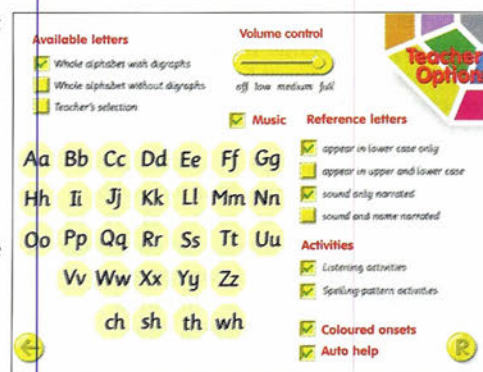 Available letters
Whole alphabet with digraphs
Whole alphabet without digraphs
Teacher's selection
Volume control
off low medium full
Music
Teacher
Options
Reference letters
appear in lower case only
appear in upper and lower case
sound only narrated
sound and name narrated
Activities
Listening activities
Spelling-pattern activities
Coloured onsets
Auto help
Aa Bb Cc Dd Ee Ff Gg
Hh Ii Jj Kk Ll Mm Nn
Oo Pp Qq Rr Ss Tt Uu
Vv Ww Xx Yy Zz
ch sh th wh
R